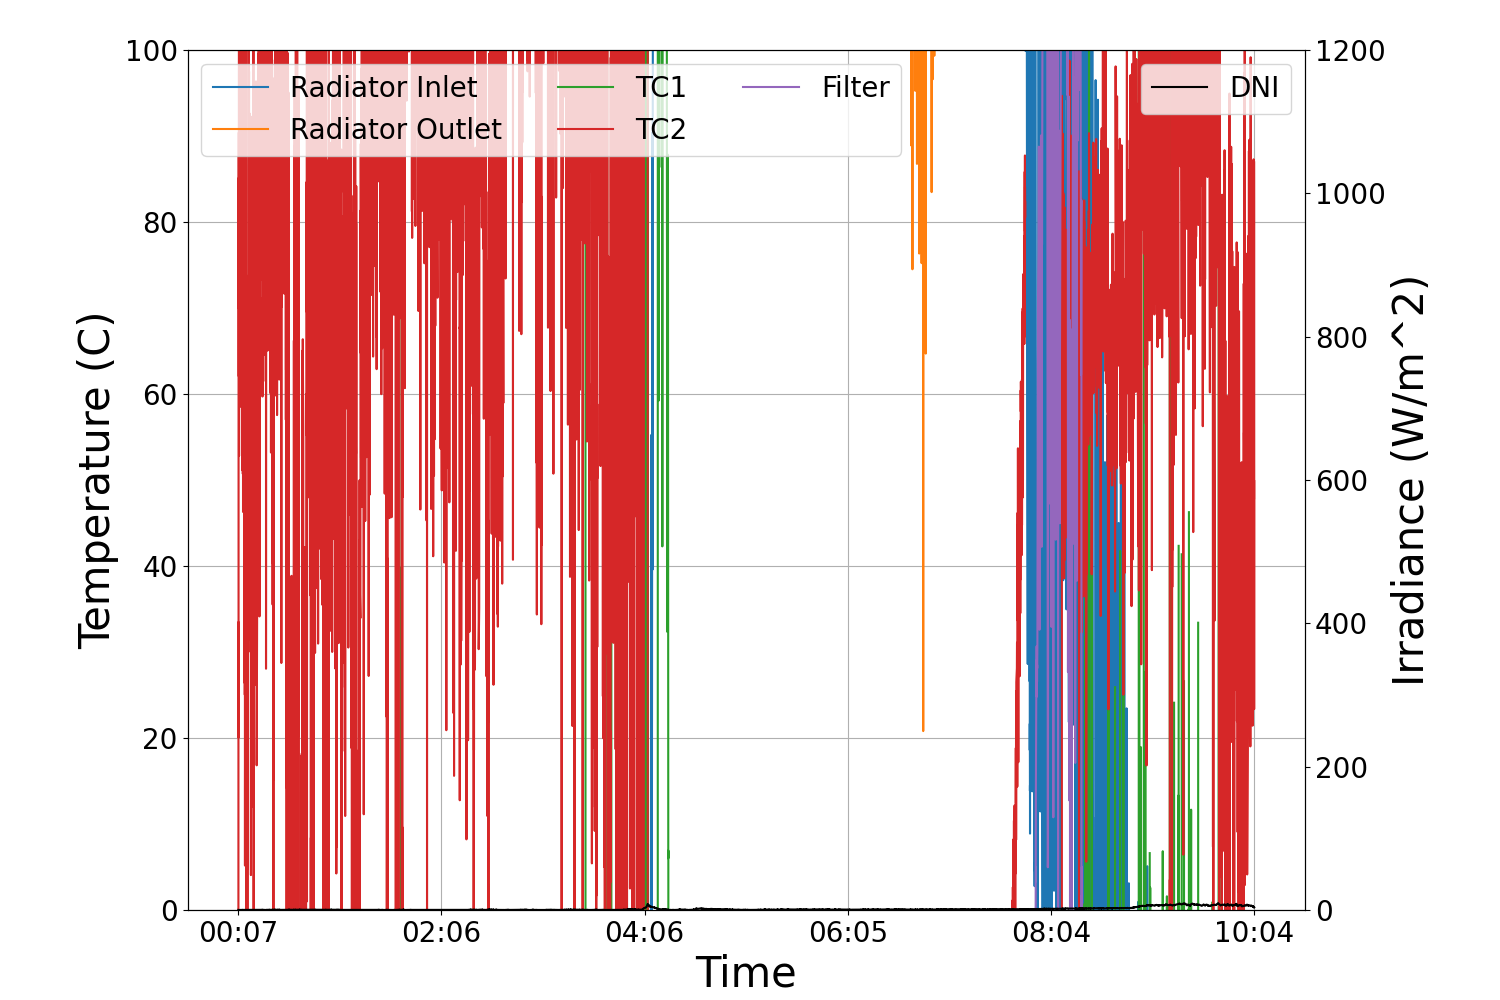 100
80
60
40
20
0
Temperature (C)
Radiator Inlet
Radiator Outlet
TC1
TC2
Filter
DNI
1200
1000
800
600
400
200
0
Irradiance (W/m^2)
00:07 02:06 04:06 06:05 08:04 10:04
Time